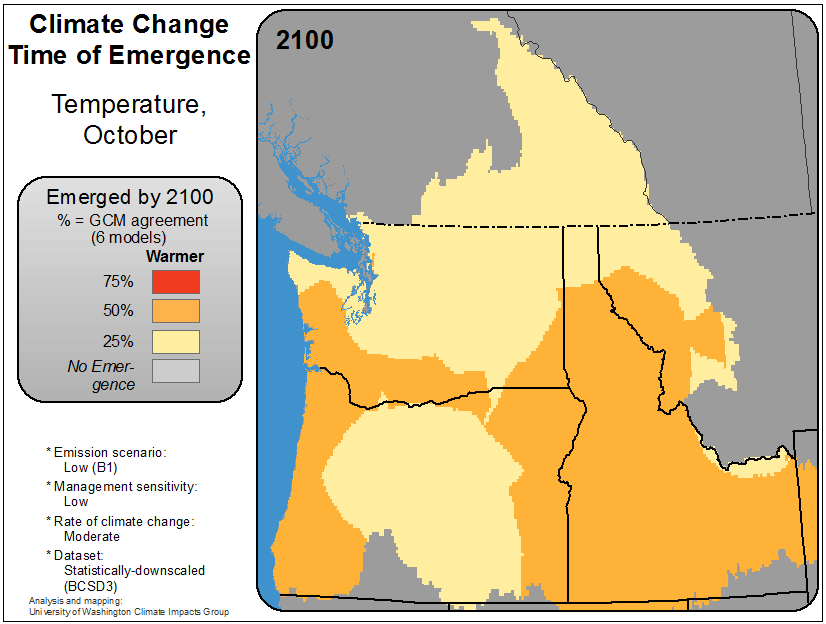 Climate Change
Time of Emergence
Temperature,
October
Emerged by 2100
% = GCM agreement
(6 models)
Warmer
75%
50%
25%
No Emer-
gence
* Emission scenario:
Low (B1)
* Management sensitivity:
Low
* Rate of climate change:
Moderate
* Dataset:
Statistically-downscaled
(BCSD3)
Analysis and mapping:
University of Washington Climate Impacts Group
2100